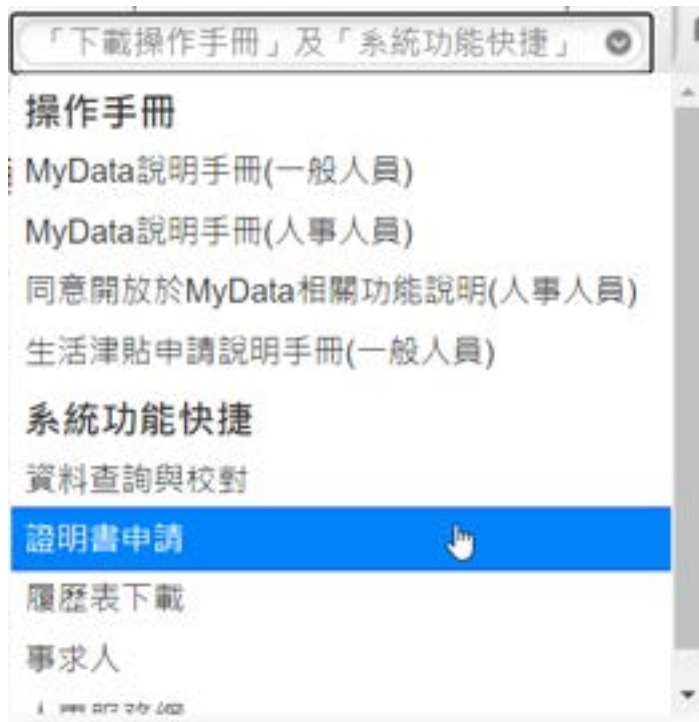 「下載操作手冊」及「系統功能快捷」
操作手冊
MyData說明手冊(一般人員)
MyData說明手冊(人事人員)
同意開放於MyData相關功能說明(人事人員)
生活津貼申請說明手冊(一般人員)
系統功能快捷
資料查詢與校對
證明書申請
履歷表下載
事求人